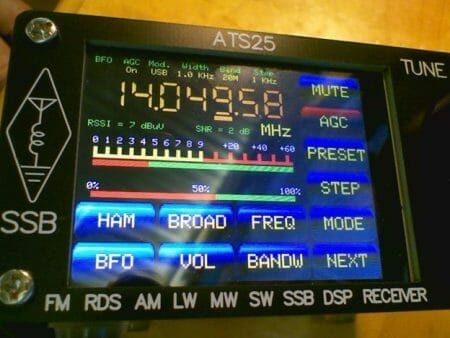 ATS25
TUNE
BFO AGC Mod. Width Band Step
On USB 1.0 KHz 20M 1 KHz
14.049.58
MHz
RSSI = 7 dBuV SNR = 2 dB
0 1 2 3 4 5 6 7 8 9 +20 +40 +60
0% 50% 100%
MUTE
AGC
PRESET
STEP
HAM BROAD FREQ MODE
BFO VOL BANDW NEXT
SSB
FM RDS AM LW MW SW SSB DSP RECEIVER